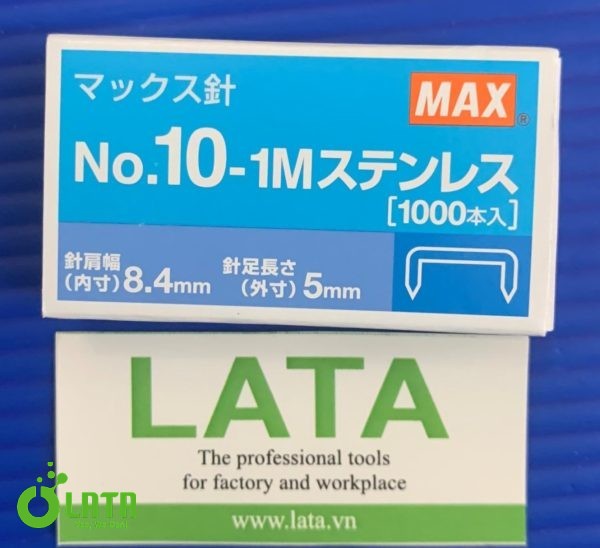 マックス針
MAX®
No.10-1Mステンレス
[1000本入]
針肩幅
(内寸) 8.4mm
針足長さ
(外寸) 5mm
LATA
The professional tools
for factory and workplace
www.lata.vn
LATA